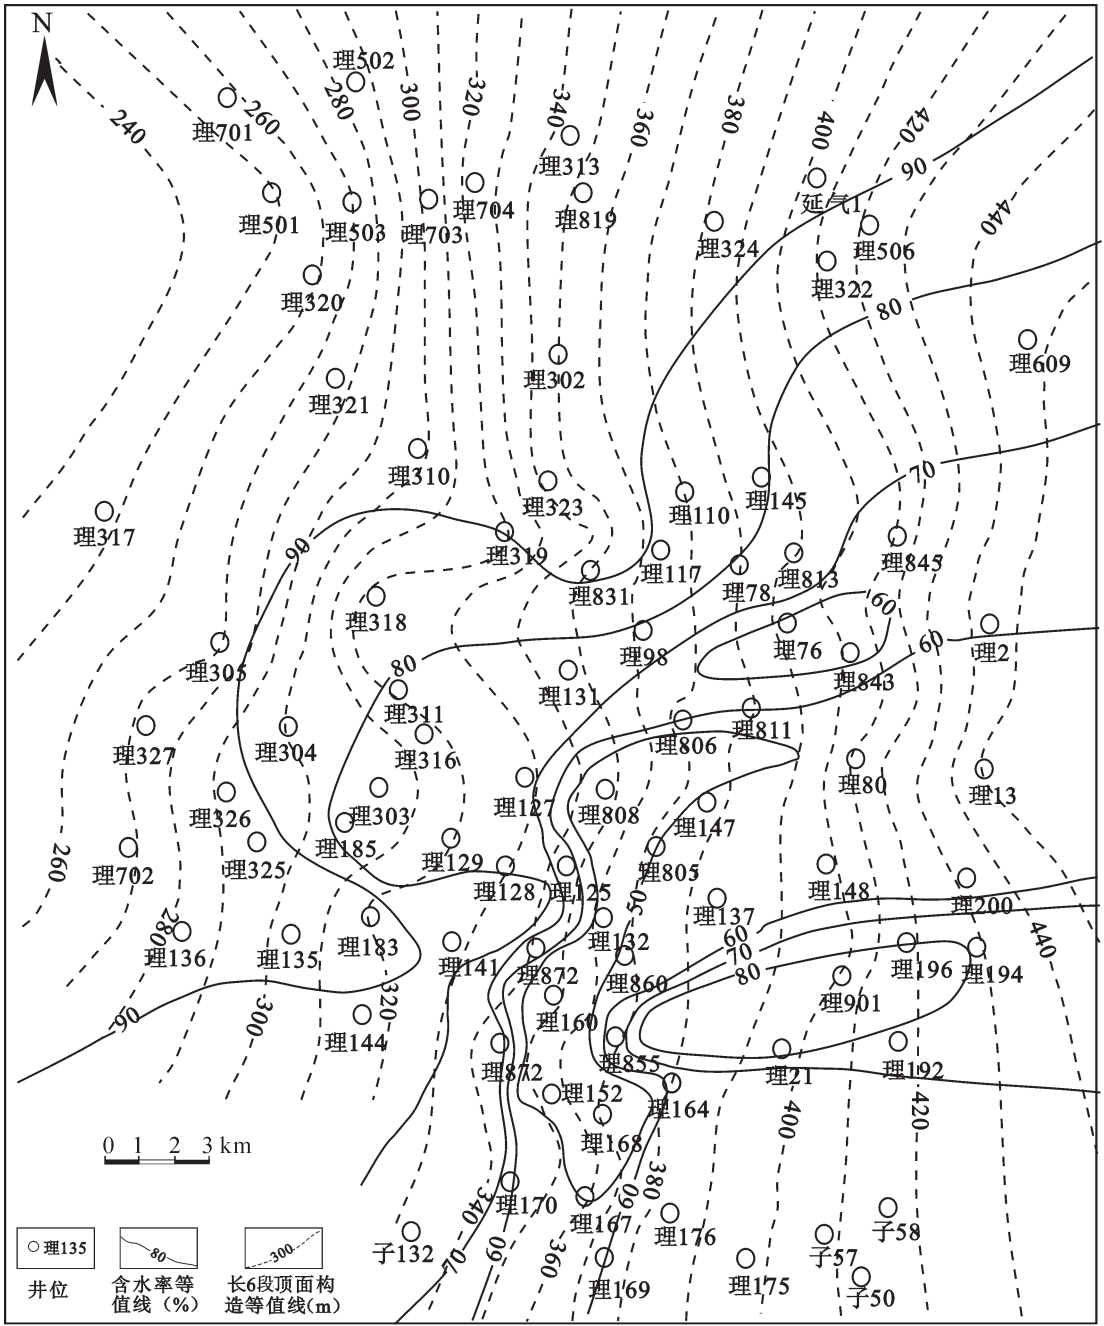 N
理502
240
理701
260
280
300
320
340
360
380
400
420
90
理313
理501
理503
理703
理704
理819
理324
延气1
理506
440
理320
理322
80
理609
理302
理321
理310
70
理323
理110
理145
理317
90
理319
理831
理117
理78
理813
理845
理318
60
理305
80
理98
理76
60
理2
理131
理843
理311
理327
理304
理316
理806
理811
理80
理13
理326
理303
理127
理808
理147
260
理702
理325
理185
理129
理128
理125
理805
理148
理200
50
理137
280
理136
理135
理183
理141
理872
理132
60
70
80
理860
理196
理194
440
理901
300
320
90
理144
理160
理872
理855
理21
理192
理152
理164
400
420
理168
0 1 2 3 km
380
340
理170
理167
60
理176
子132
子58
子57
70
60
360
理169
理175
子50
理135
80
300
井位
含水率等
值线（%）
长6段顶面构
造等值线(m)